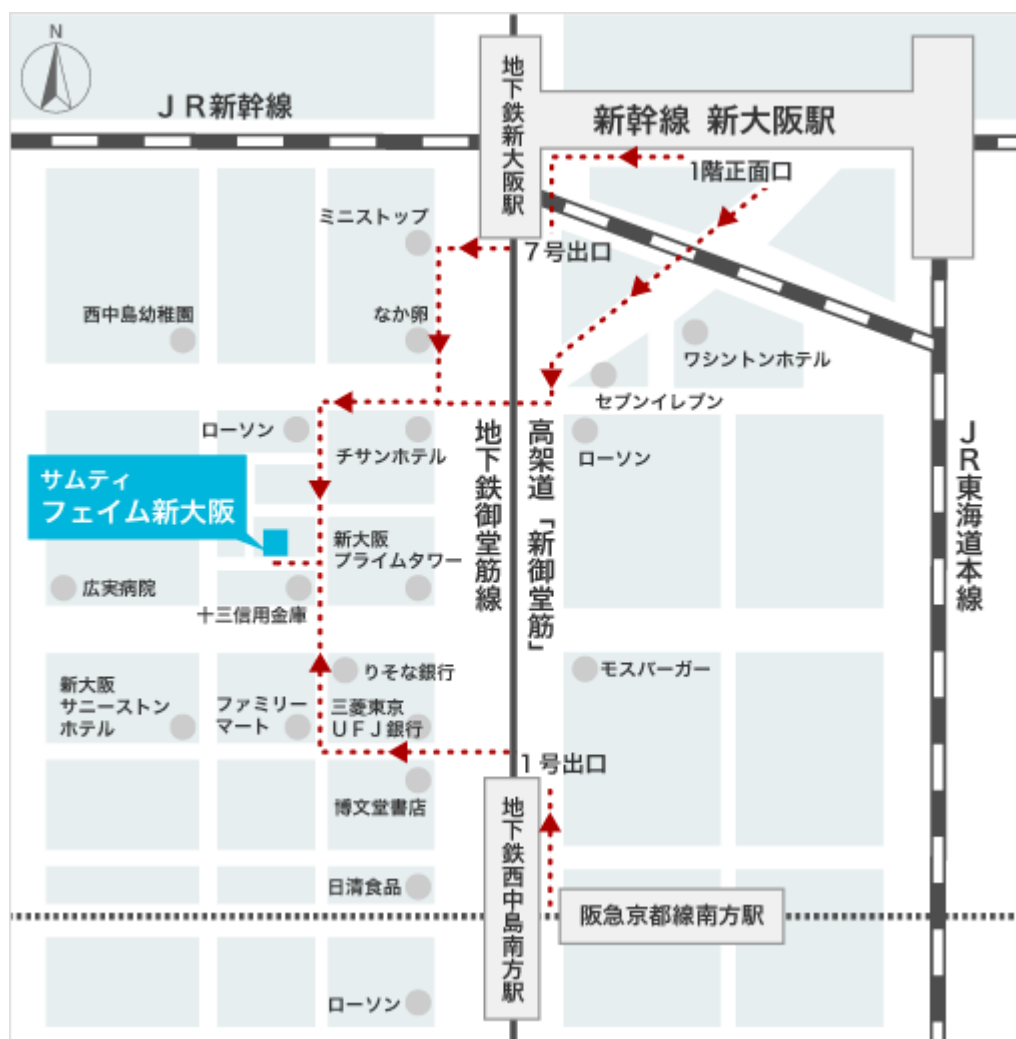 N
ＪＲ新幹線
地下鉄新大阪駅
新幹線 新大阪駅
1階正面口
ミニストップ
７号出口
西中島幼稚園
なか卵
ワシントンホテル
セブンイレブン
ローソン
チサンホテル
地下鉄御堂筋線
高架道「新御堂筋」
ローソン
ＪＲ東海道本線
サムティ
フェイム新大阪
新大阪
プライムタワー
広実病院
十三信用金庫
りそな銀行
モスバーガー
新大阪
サニーストン
ホテル
ファミリー
マート
三菱東京
ＵＦＪ銀行
１号出口
博文堂書店
地下鉄西中島南方駅
日清食品
阪急京都線南方駅
ローソン